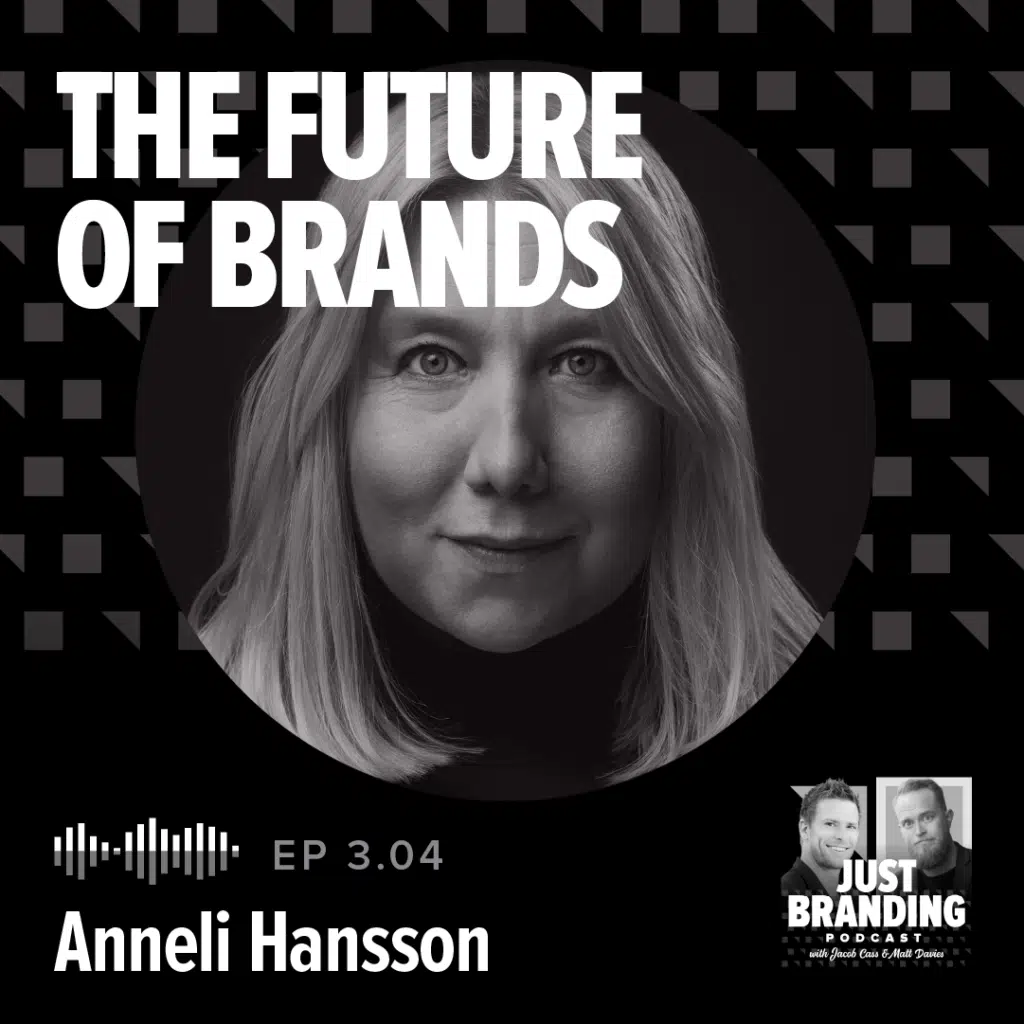 THE FUTURE
OF BRANDS
EP 3.04
Anneli Hansson
JUST
BRANDING
PODCAST
with Jacob Cass & Matt Davies